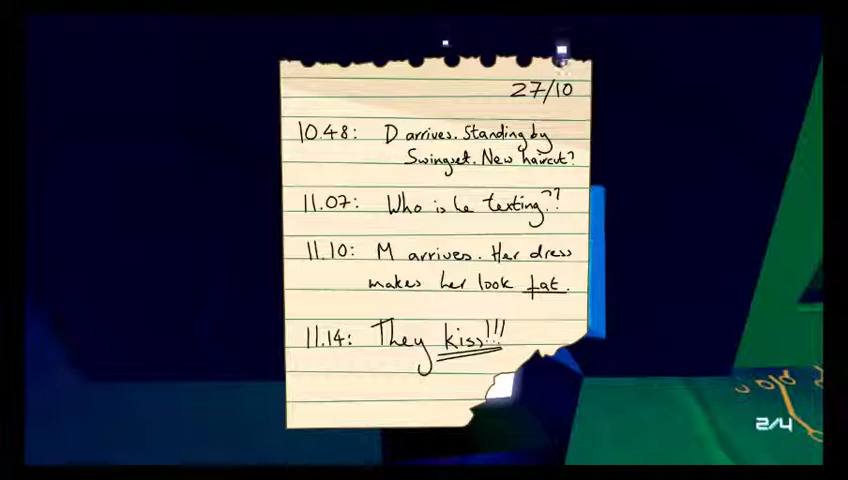 27/10
10.48: D arrives. Standing by
Swingset. New haircut?
11.07: Who is he texting??
11.10: M arrives. Her dress
makes her look fat.
11.14: They kiss!!!
2/4